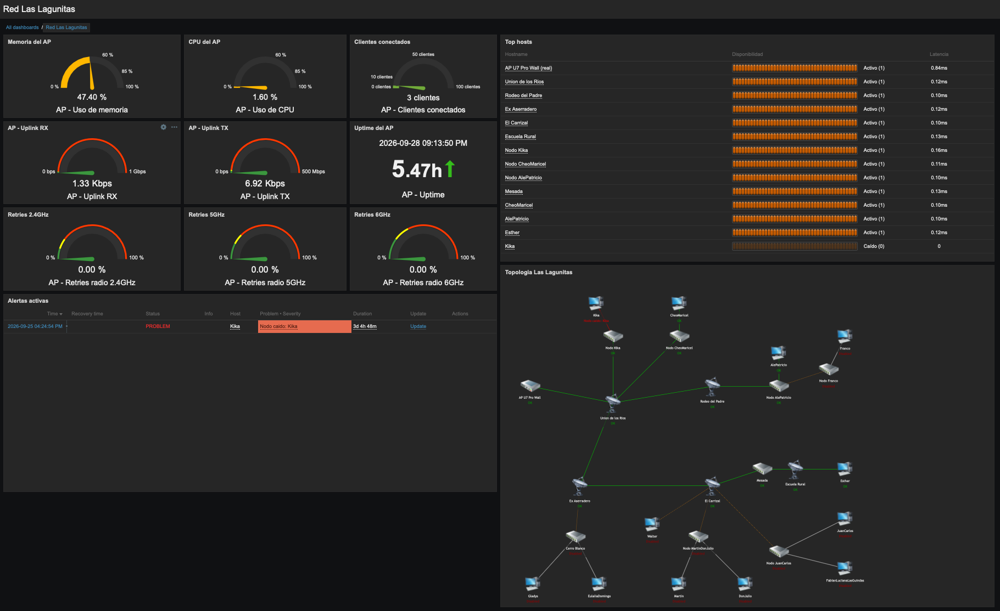 Red Las Lagunitas
All dashboards / Red Las Lagunitas
Memoria del AP
60 %
85 %
0 %
100 %
47.40 %
AP - Uso de memoria
CPU del AP
60 %
85 %
0 %
100 %
1.60 %
AP - Uso de CPU
Clientes conectados
50 clientes
10 clientes
0 clientes
100 clientes
3 clientes
AP - Clientes conectados
AP - Uplink RX
0 bps
1 Gbps
1.33 Kbps
AP - Uplink RX
AP - Uplink TX
0 bps
500 Mbps
6.92 Kbps
AP - Uplink TX
Uptime del AP
2026-09-28 09:13:50 PM
5.47h
AP - Uptime
Retries 2.4GHz
0 %
100 %
0.00 %
AP - Retries radio 2.4GHz
Retries 5GHz
0 %
100 %
0.00 %
AP - Retries radio 5GHz
Retries 6GHz
0 %
100 %
0.00 %
AP - Retries radio 6GHz
Alertas activas
Time Recovery time Status Info Host Problem • Severity Duration Update Actions
2026-09-25 04:24:54 PM PROBLEM Kika Nodo caido: Kika 3d 4h 48m Update
Top hosts
Hostname Disponibilidad Latencia
AP U7 Pro Wall (real) Activo (1) 0.84ms
Union de los Rios Activo (1) 0.12ms
Rodeo del Padre Activo (1) 0.10ms
Ex Aserradero Activo (1) 0.12ms
El Carrizal Activo (1) 0.10ms
Escuela Rural Activo (1) 0.13ms
Nodo Kika Activo (1) 0.16ms
Nodo CheoMaricel Activo (1) 0.11ms
Nodo AlePatricio Activo (1) 0.10ms
Mesada Activo (1) 0.13ms
CheoMaricel Activo (1) 0.10ms
AlePatricio Activo (1) 0.10ms
Esther Activo (1) 0.12ms
Kika Caído (0) 0
Topologia Las Lagunitas
Kika
Nodo caido: Kika
CheoMaricel
OK
Nodo Kika
OK
Nodo CheoMaricel
OK
Franco
AlePatricio
OK
Nodo Franco
AP U7 Pro Wall
OK
Rodeo del Padre
OK
Nodo AlePatricio
OK
Union de los Rios
OK
Mesada
OK
Escuela Rural
OK
Esther
OK
Ex Aserradero
OK
El Carrizal
OK
Walter
JuanCarlos
Cerro Blanco
Nodo MartinDonJulio
Nodo JuanCarlos
FabianLucianaLasGuindas
Gladys
EulaliaDomingo
Martin
DonJulio